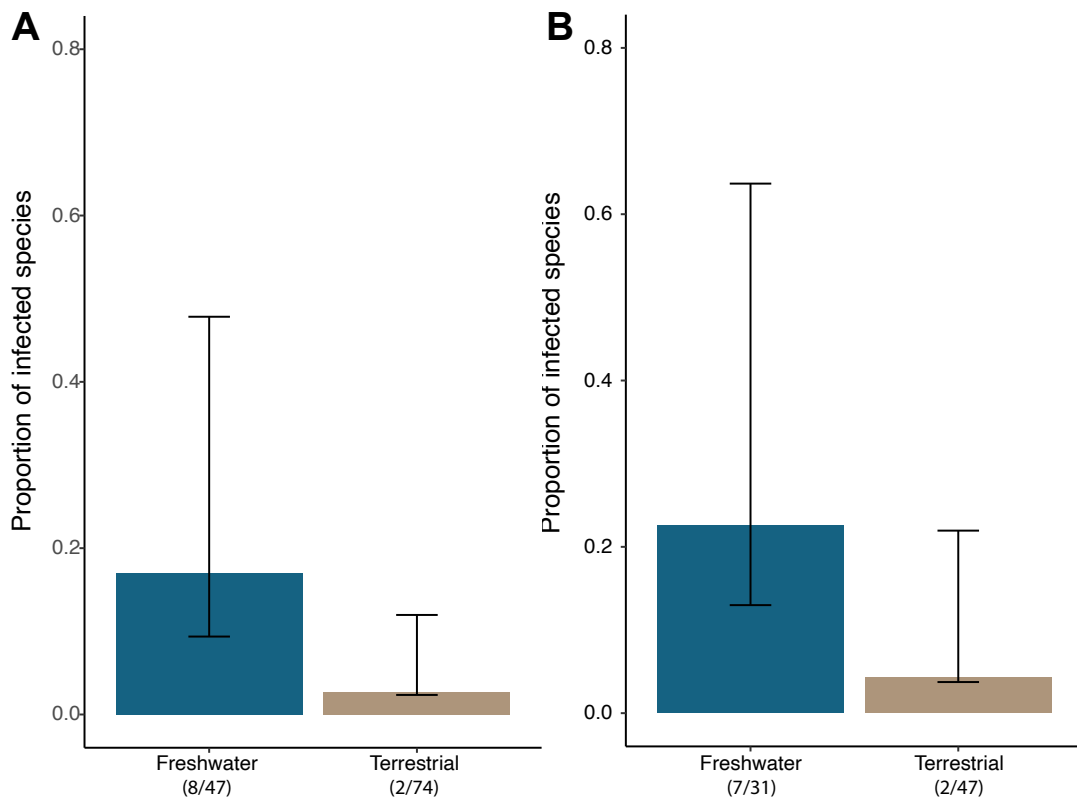 A
Proportion of infected species
0.8
0.6
0.4
0.2
0.0
Freshwater
(8/47)
Terrestrial
(2/74)
B
Proportion of infected species
0.8
0.6
0.4
0.2
0.0
Freshwater
(7/31)
Terrestrial
(2/47)